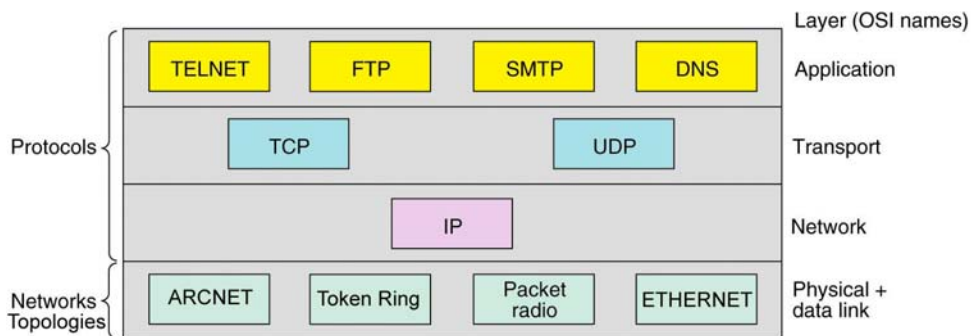 Layer (OSI names)
TELNET FTP SMTP DNS Application
Protocols
TCP UDP Transport
IP Network
ARCNET Token Ring Packet
radio ETHERNET Physical +
data link
Networks
Topologies